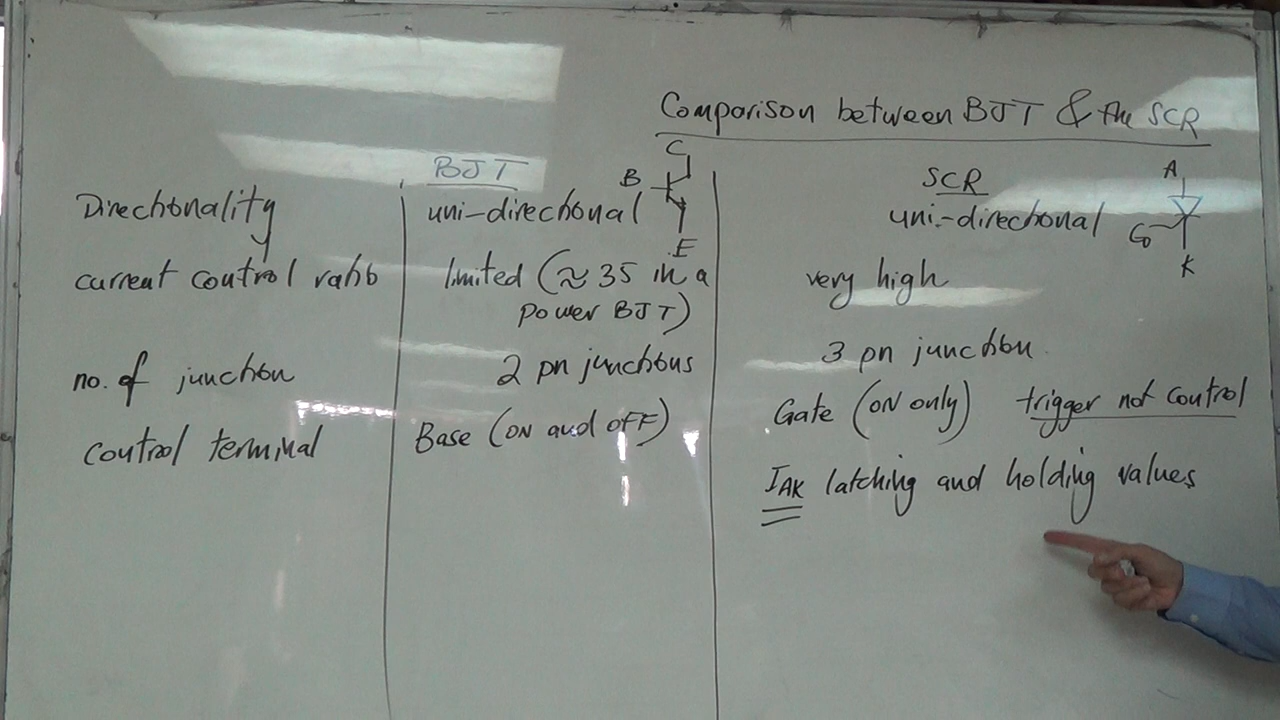 Comparison between BJT & the SCR
BJT
SCR
C
B
E
A
G
K
Directionality
uni-directional
uni-directional
current control ratio
limited (≈ 35 in a
power BJT)
very high
no. of junction
2 pn junctions
3 pn junction
control terminal
Base (ON and OFF)
Gate (ON only) trigger not control
IAK latching and holding values